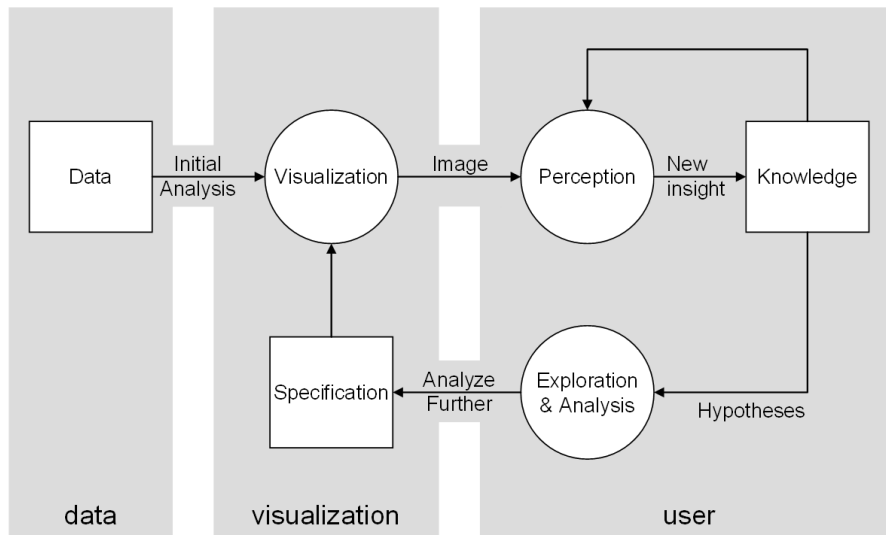 Data
Initial
Analysis
Visualization
Image
Perception
New
insight
Knowledge
Specification
Analyze
Further
Exploration
& Analysis
Hypotheses
data
visualization
user